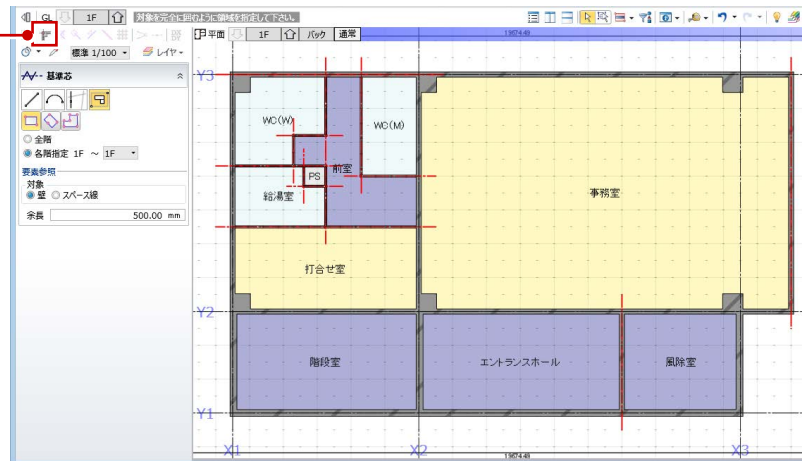 GL 1F 対象を完全に囲むように領域を指定して下さい。
平面 1F バック 通常 19674.49
標準 1/100 レイヤ
基準芯
全階
各階指定 1F ～ 1F
要素参照
対象
壁 スペース線
余長 500.00 mm
Y3
WC(W) WC(M)
PS 前室
給湯室 事務室
打合せ室
Y2
階段室 エントランスホール 風除室
Y1
X1 X2 X3
19674.49